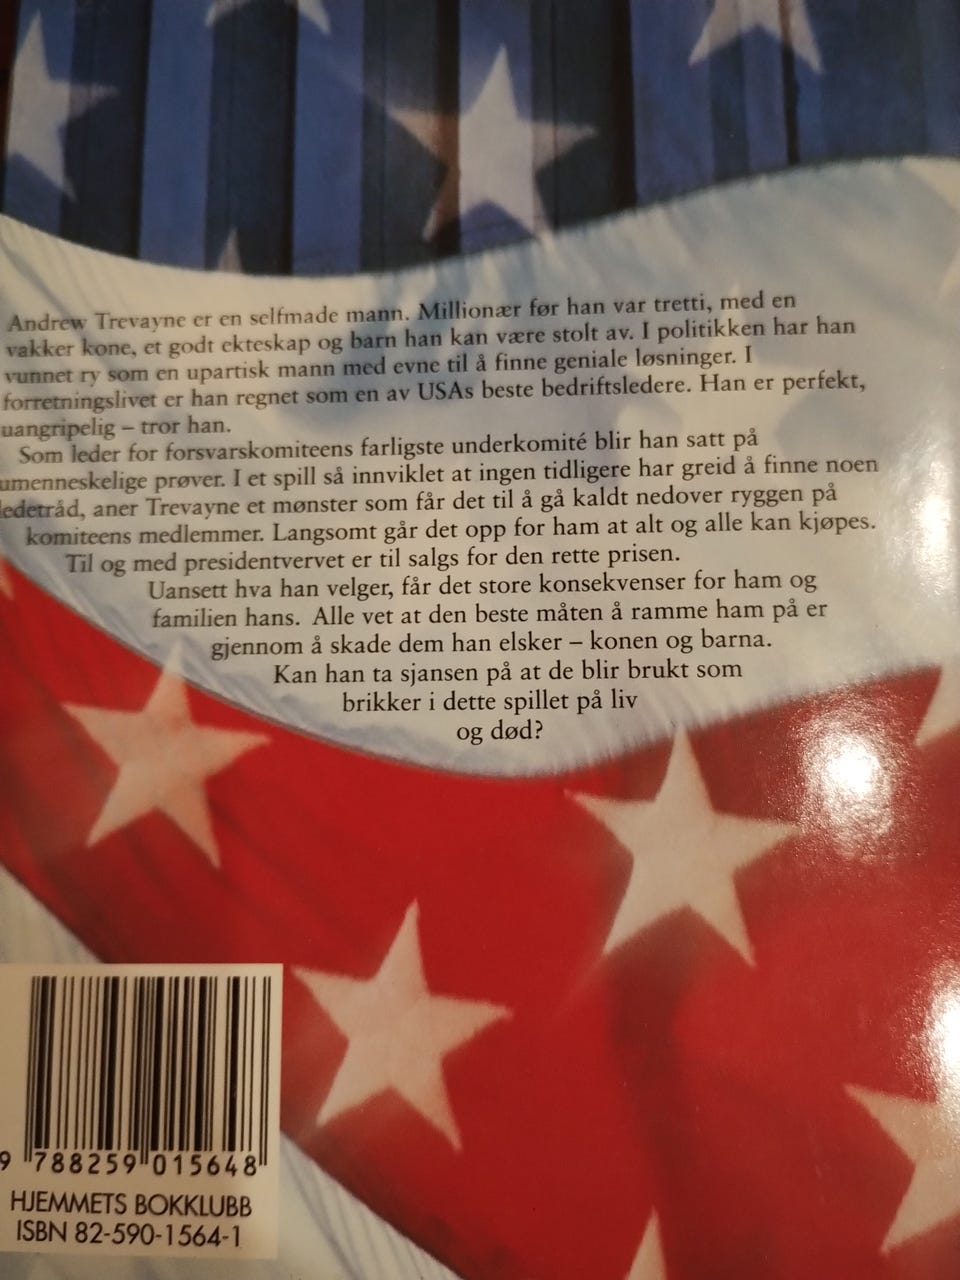 Andrew Trevayne er en selfmade mann. Millionær før han var tretti, med en
vakker kone, et godt ekteskap og barn han kan være stolt av. I politikken har han
vunnet ry som en upartisk mann med evne til å finne geniale løsninger. I
forretningslivet er han regnet som en av USAs beste bedriftsledere. Han er perfekt,
uangripelig – tror han.
Som leder for forsvarskomiteens farligste underkomité blir han satt på
umenneskelige prøver. I et spill så innviklet at ingen tidligere har greid å finne noen
ledetråd, aner Trevayne et mønster som får det til å gå kaldt nedover ryggen på
komiteens medlemmer. Langsomt går det opp for ham at alt og alle kan kjøpes.
Til og med presidentvervet er til salgs for den rette prisen.
Uansett hva han velger, får det store konsekvenser for ham og
familien hans. Alle vet at den beste måten å ramme ham på er
gjennom å skade dem han elsker – konen og barna.
Kan han ta sjansen på at de blir brukt som
brikker i dette spillet på liv
og død?
9 788259 015648
HJEMMETS BOKKLUBB
ISBN 82-590-1564-1